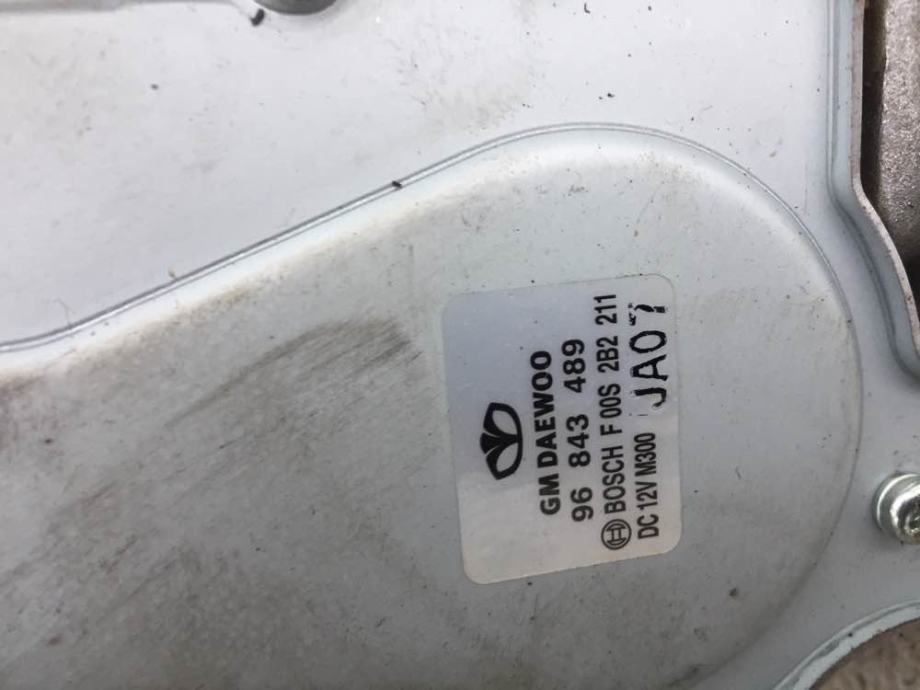 GM DAEWOO
96 843 489
BOSCH F 00S 2B2 211
DC 12V M300 JA07